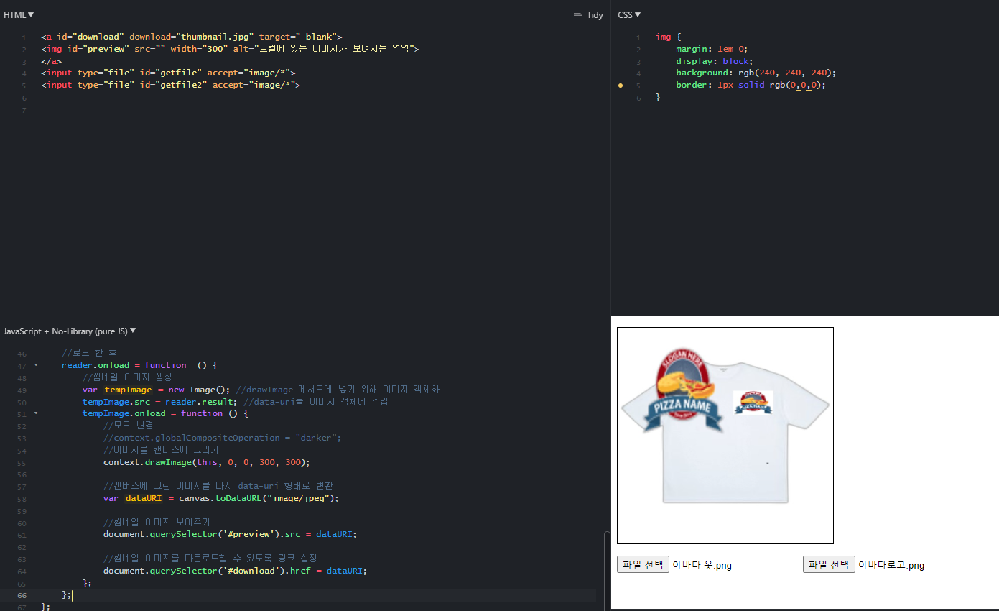 HTML ▼
Tidy
1 <a id="download" download="thumbnail.jpg" target="_blank">
2 <img id="preview" src="" width="300" alt="로컬에 있는 이미지가 보여지는 영역">
3 </a>
4 <input type="file" id="getfile" accept="image/*">
5 <input type="file" id="getfile2" accept="image/*">
6
7
CSS ▼
1 img {
2 margin: 1em 0;
3 display: block;
4 background: rgb(240, 240, 240);
5 border: 1px solid rgb(0,0,0);
6 }
JavaScript + No-Library (pure JS) ▼
46 //로드 한 후
47 reader.onload = function  () {
48 //썸네일 이미지 생성
49 var tempImage = new Image(); //drawImage 메서드에 넣기 위해 이미지 객체화
50 tempImage.src = reader.result; //data-uri를 이미지 객체에 주입
51 tempImage.onload = function () {
52 //모드 변경
53 //context.globalCompositeOperation = "darker";
54 //이미지를 캔버스에 그리기
55 context.drawImage(this, 0, 0, 300, 300);
56
57 //캔버스에 그린 이미지를 다시 data-uri 형태로 변환
58 var dataURI = canvas.toDataURL("image/jpeg");
59
60 //썸네일 이미지 보여주기
61 document.querySelector('#preview').src = dataURI;
62
63 //썸네일 이미지를 다운로드할 수 있도록 링크 설정
64 document.querySelector('#download').href = dataURI;
65 };
66 };
67 };
SLOGAN HERE
PIZZA NAME
PIZZA NAME
파일 선택 아바타 옷.png
파일 선택 아바타로고.png